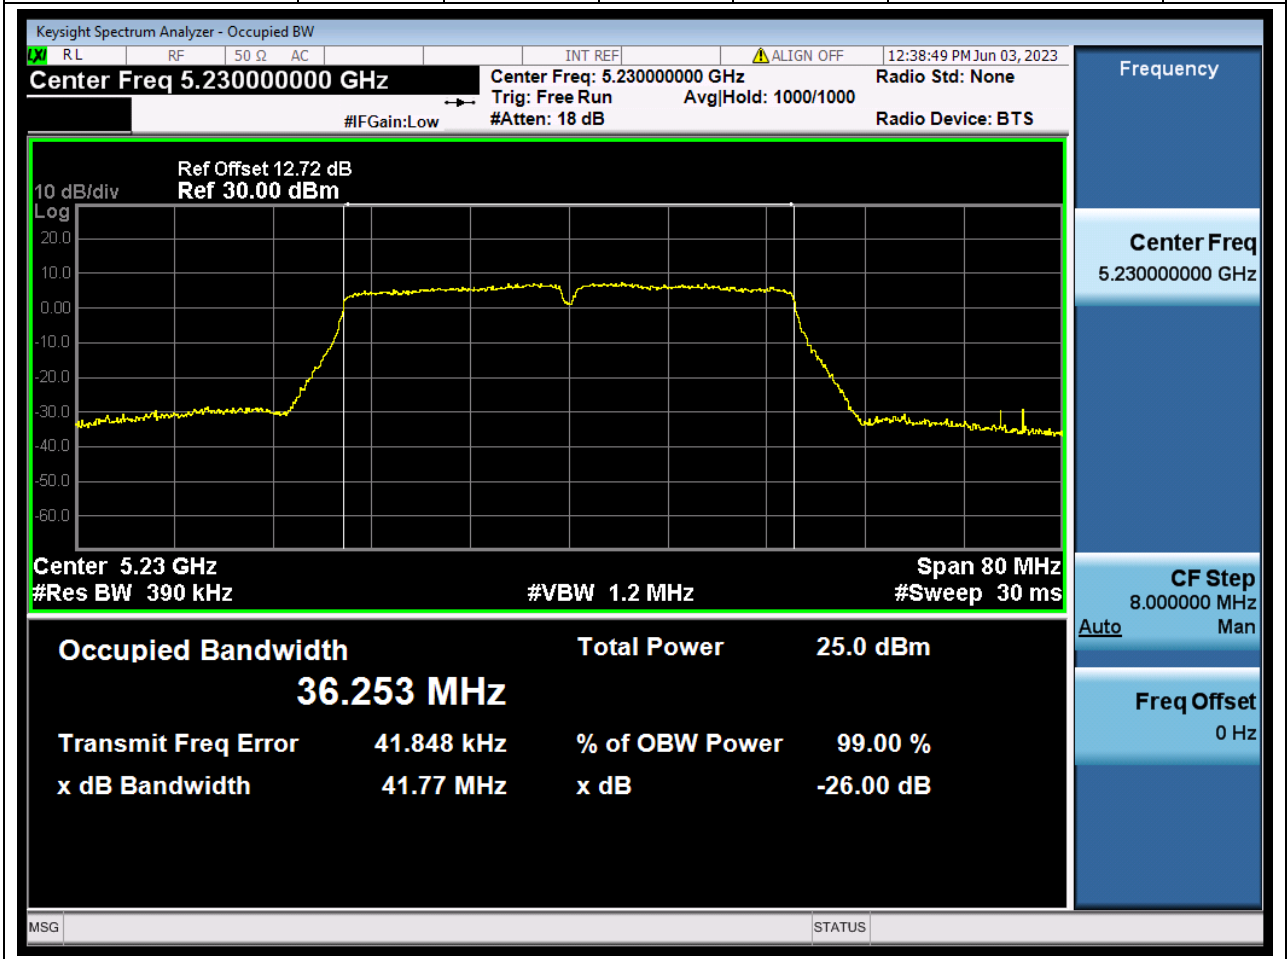 Keysight Spectrum Analyzer - Occupied BW
LXI RL RF 50 Ω AC INT REF ALIGN OFF 12:38:49 PM Jun 03, 2023
Center Freq 5.230000000 GHz
Center Freq: 5.230000000 GHz
Radio Std: None
Trig: Free Run Avg|Hold: 1000/1000
#IFGain:Low
#Atten: 18 dB
Radio Device: BTS
Ref Offset 12.72 dB
10 dB/div Ref 30.00 dBm
Log
20.0
10.0
0.00
-10.0
-20.0
-30.0
-40.0
-50.0
-60.0
Center 5.23 GHz Span 80 MHz
#Res BW 390 kHz #VBW 1.2 MHz #Sweep 30 ms
Occupied Bandwidth Total Power 25.0 dBm
36.253 MHz
Transmit Freq Error 41.848 kHz % of OBW Power 99.00 %
x dB Bandwidth 41.77 MHz x dB -26.00 dB
MSG STATUS
Frequency
Center Freq
5.230000000 GHz
CF Step
8.000000 MHz
Auto Man
Freq Offset
0 Hz